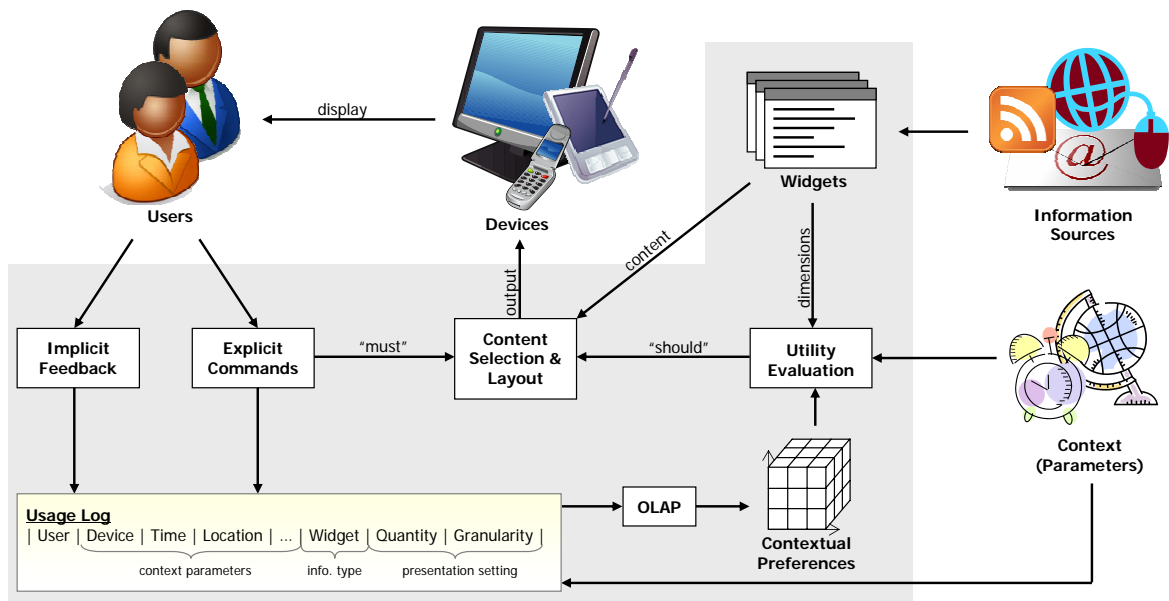 display
Users
Devices
Widgets
Information
Sources
content
dimensions
output
Implicit
Feedback
Explicit
Commands
“must”
Content
Selection &
Layout
“should”
Utility
Evaluation
Context
(Parameters)
Usage Log
| User | Device | Time | Location | ... | Widget | Quantity | Granularity |
context parameters
info. type
presentation setting
OLAP
Contextual
Preferences
@